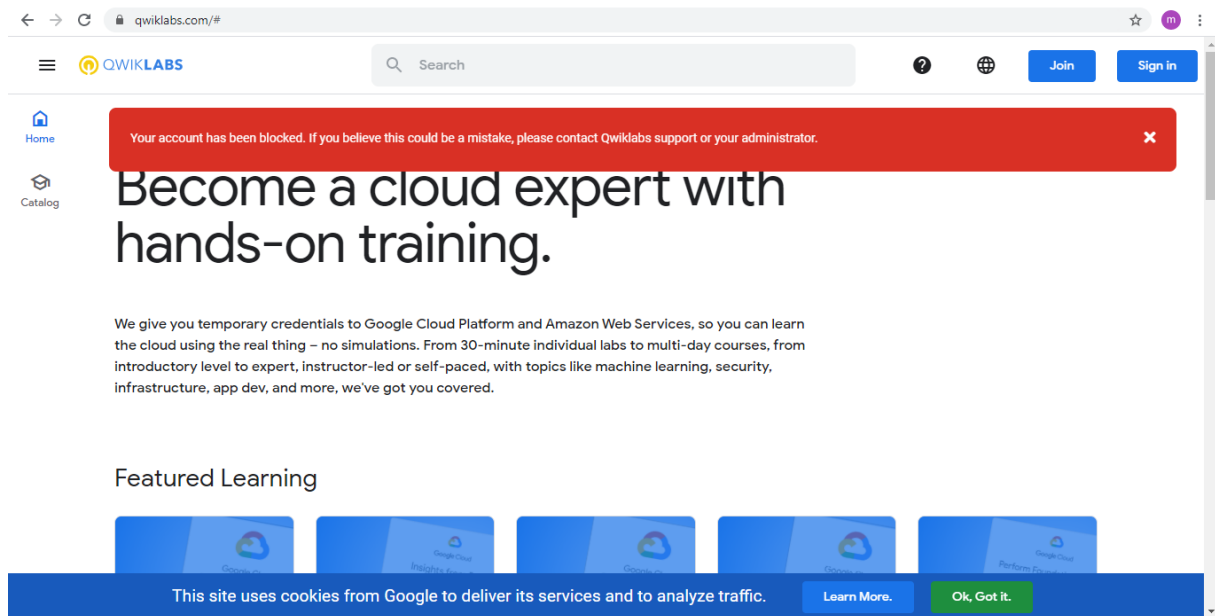 qwiklabs.com/#
m
QWIKLABS
Search
Join
Sign in
Home
Your account has been blocked. If you believe this could be a mistake, please contact Qwiklabs support or your administrator.
Catalog
Become a cloud expert with
hands-on training.
We give you temporary credentials to Google Cloud Platform and Amazon Web Services, so you can learn
the cloud using the real thing – no simulations. From 30-minute individual labs to multi-day courses, from
introductory level to expert, instructor-led or self-paced, with topics like machine learning, security,
infrastructure, app dev, and more, we've got you covered.
Featured Learning
Google Cloud
This site uses cookies from Google to deliver its services and to analyze traffic.
Learn More.
Ok, Got it.